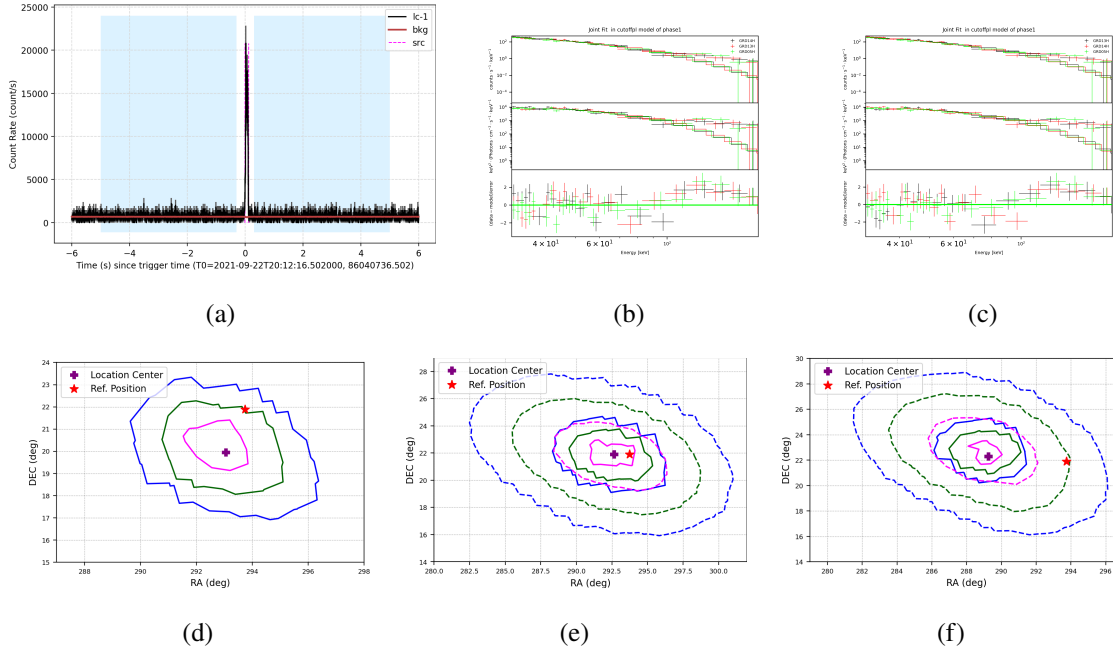 25000
20000
15000
10000
5000
0
Count Rate (count/s)
lc-1
bkg
src
−6 −4 −2 0 2 4 6
Time (s) since trigger time (T0=2021-09-22T20:12:16.502000, 86040736.502)
(a)
Joint Fit in cutoffpl model of phase1
4 × 10¹ 6 × 10¹ 10²
Energy [keV]
(b)
Joint Fit in cutoffpl model of phase1
4 × 10¹ 6 × 10¹ 10²
Energy [keV]
(c)
Location Center
Ref. Position
24
23
22
21
20
19
18
17
16
15
DEC (deg)
288 290 292 294 296 298
RA (deg)
(d)
Location Center
Ref. Position
28
26
24
22
20
18
16
14
DEC (deg)
280.0 282.5 285.0 287.5 290.0 292.5 295.0 297.5 300.0
RA (deg)
(e)
Location Center
Ref. Position
30
28
26
24
22
20
18
16
14
DEC (deg)
280 282 284 286 288 290 292 294 296
RA (deg)
(f)